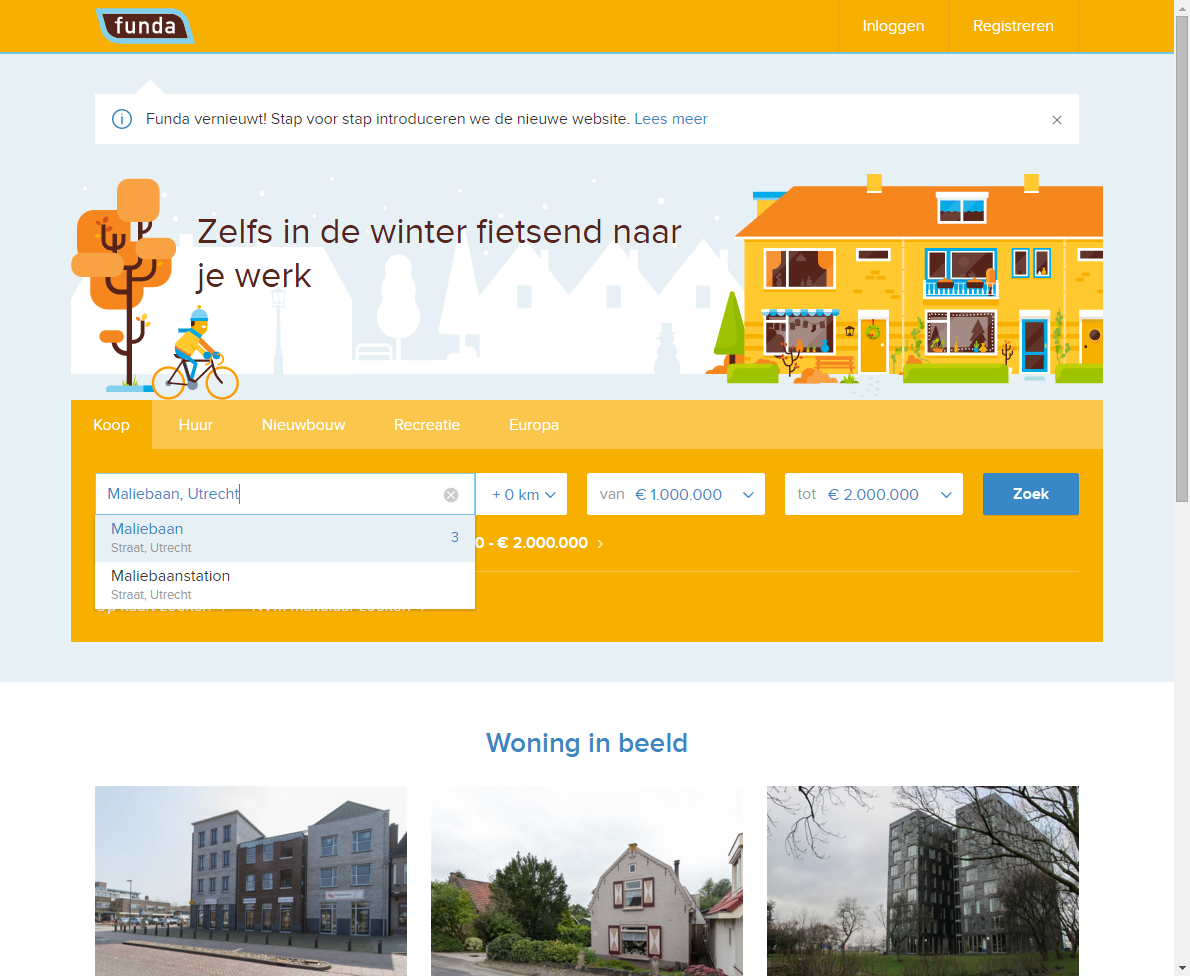 funda
Inloggen
Registreren
Funda vernieuwt! Stap voor stap introduceren we de nieuwe website. Lees meer
Zelfs in de winter fietsend naar
je werk
Koop
Huur
Nieuwbouw
Recreatie
Europa
Maliebaan, Utrecht
+ 0 km
van € 1.000.000
tot € 2.000.000
Zoek
Maliebaan
Straat, Utrecht
3
0 - € 2.000.000
Maliebaanstation
Straat, Utrecht
Woning in beeld